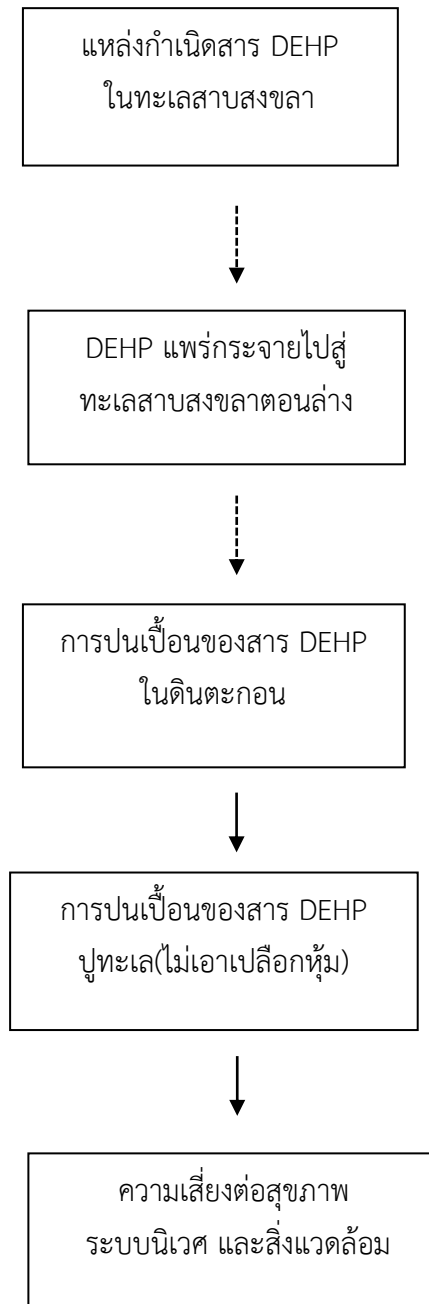 แหล่งกำเนิดสาร DEHP
ในทะเลสาบสงขลา
DEHP แพร่กระจายไปสู่
ทะเลสาบสงขลาตอนล่าง
การปนเปื้อนของสาร DEHP
ในดินตะกอน
การปนเปื้อนของสาร DEHP
ปูทะเล(ไม่เอาเปลือกหุ้ม)
ความเสี่ยงต่อสุขภาพ
ระบบนิเวศ และสิ่งแวดล้อม